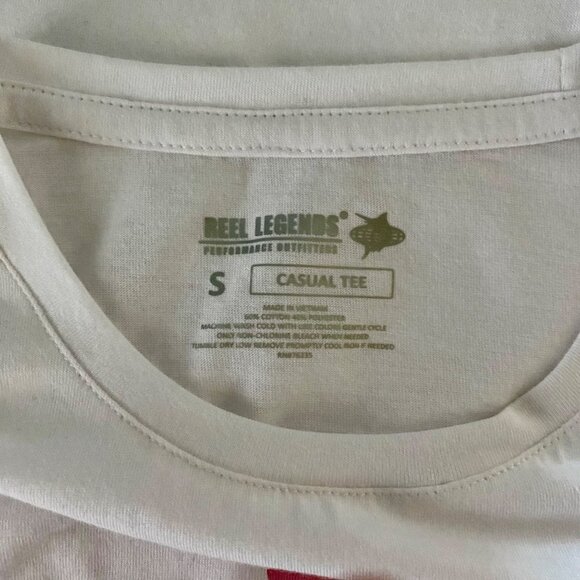 REEL LEGENDS®
PERFORMANCE OUTFITTERS
S CASUAL TEE
MADE IN VIETNAM
60% COTTON 40% POLYESTER
MACHINE WASH COLD WITH LIKE COLORS GENTLE CYCLE
ONLY NON-CHLORINE BLEACH WHEN NEEDED
TUMBLE DRY LOW REMOVE PROMPTLY COOL IRON IF NEEDED